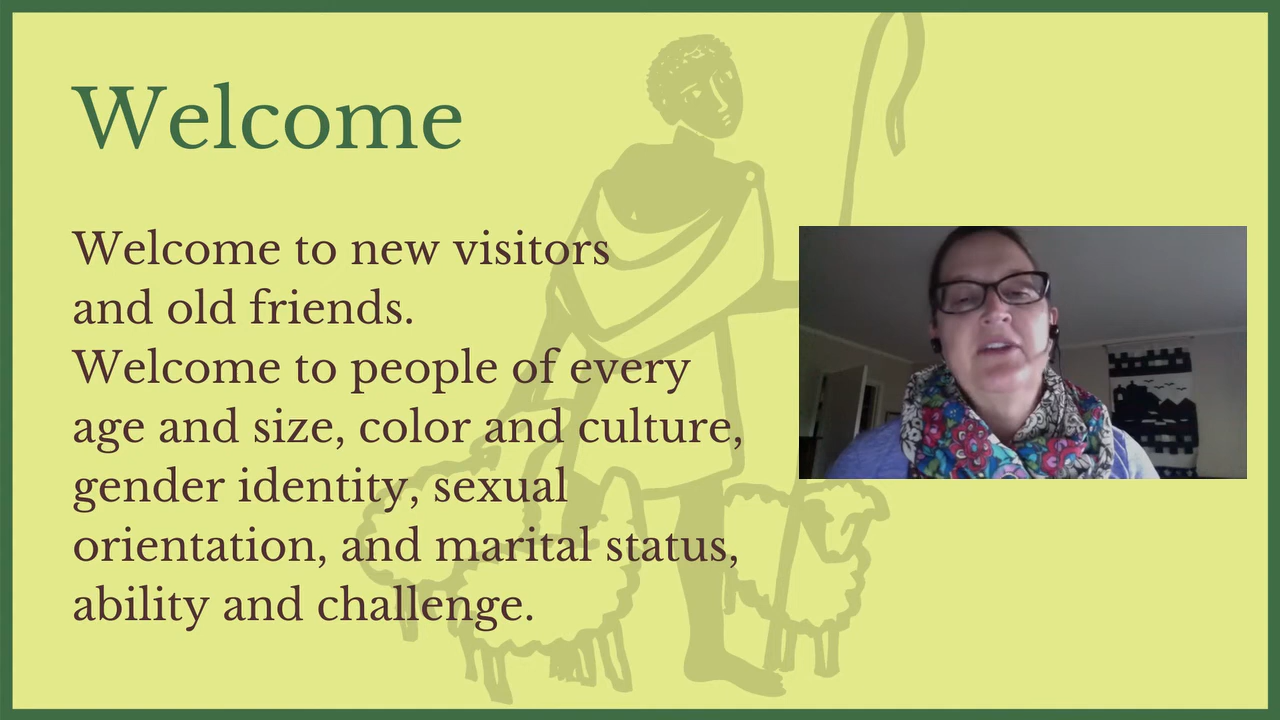 Welcome
Welcome to new visitors
and old friends.
Welcome to people of every
age and size, color and culture,
gender identity, sexual
orientation, and marital status,
ability and challenge.